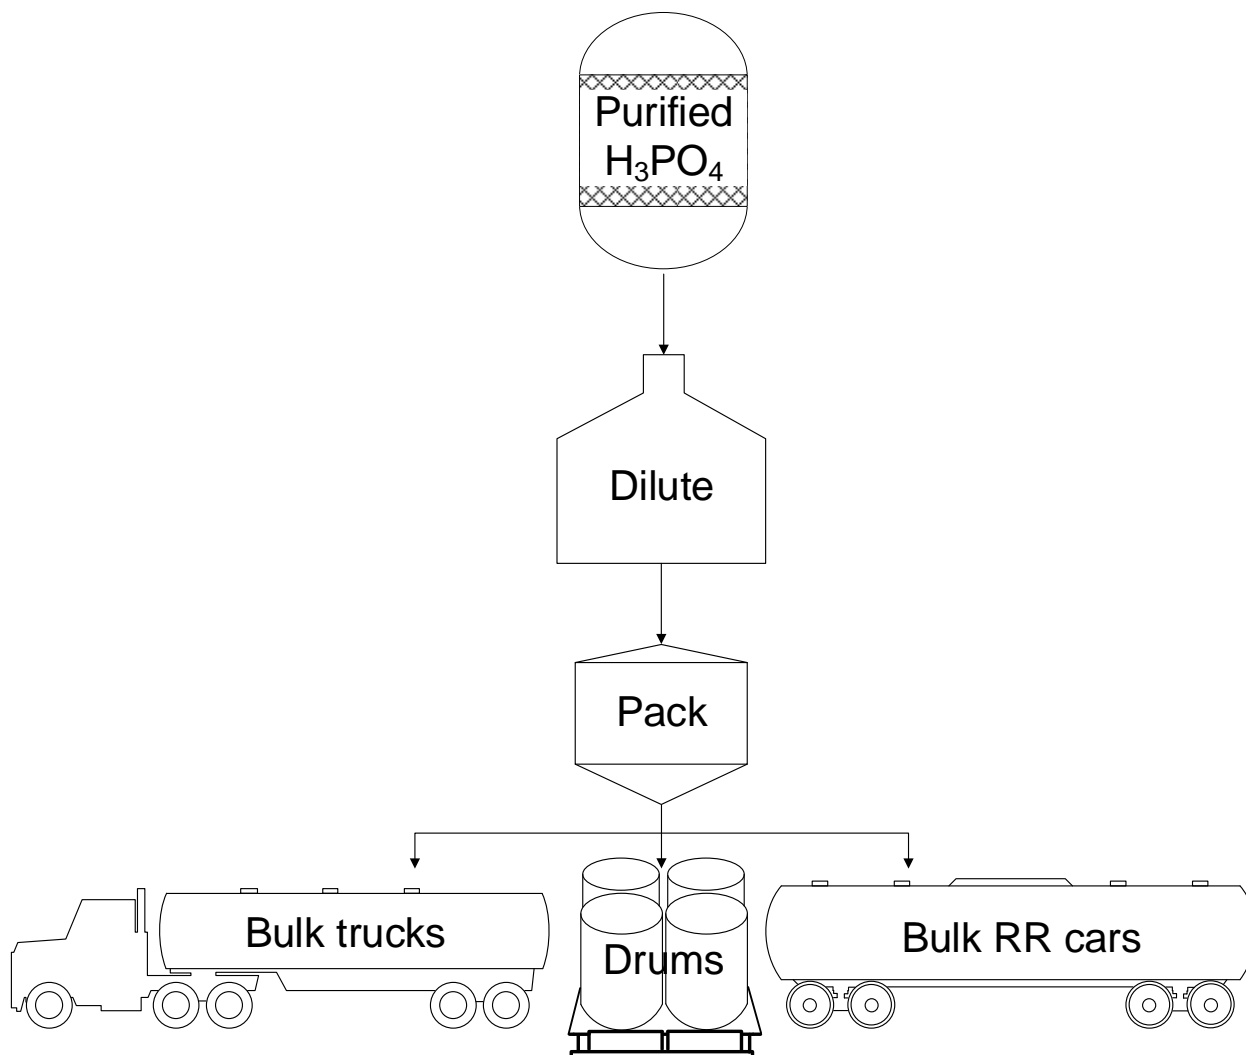 Purified
H₃PO₄
Dilute
Pack
Bulk trucks
Drums
Bulk RR cars